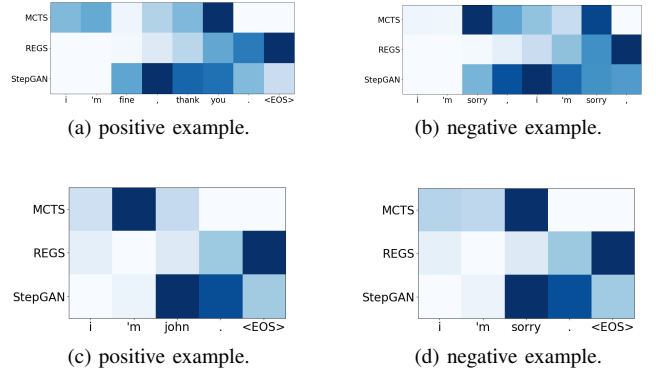 MCTS
REGS
StepGAN
i 'm fine , thank you . <EOS>
(a) positive example.
MCTS
REGS
StepGAN
i 'm sorry , i 'm sorry ,
(b) negative example.
MCTS
REGS
StepGAN
i 'm john . <EOS>
(c) positive example.
MCTS
REGS
StepGAN
i 'm sorry . <EOS>
(d) negative example.